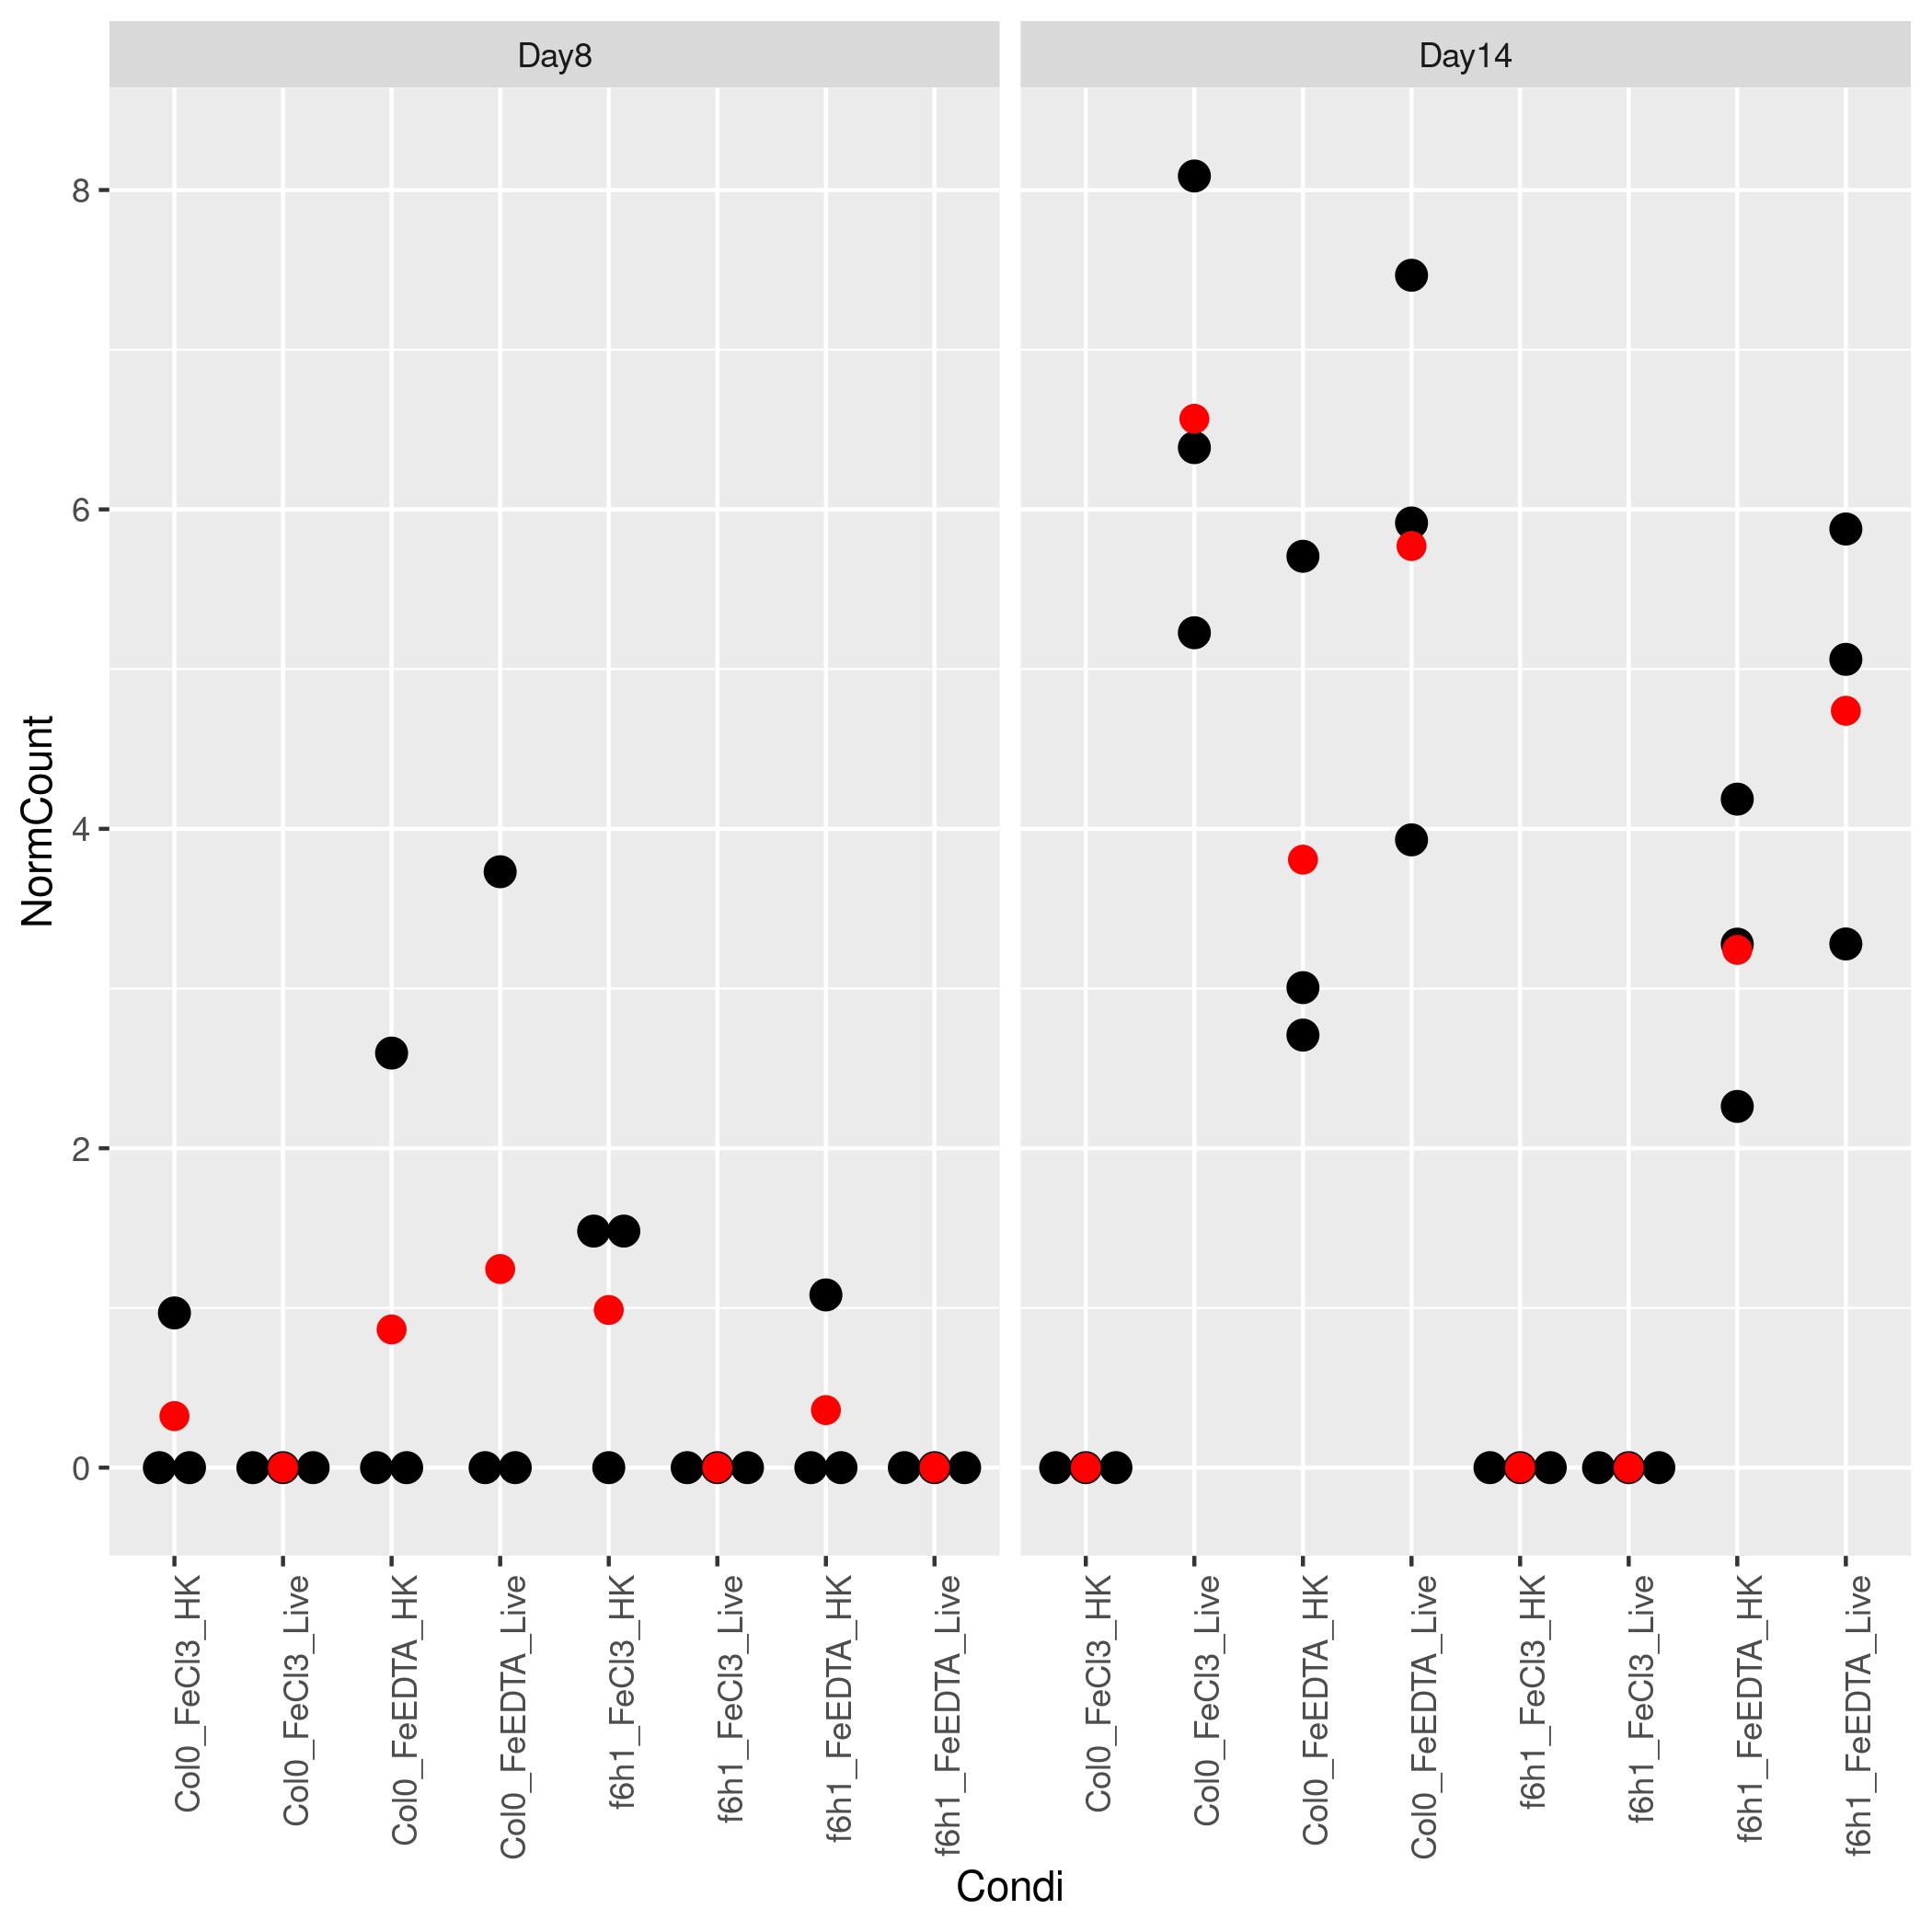 Day8
Day14
NormCount
8
6
4
2
0
Col0_FeCl3_HK
Col0_FeCl3_Live
Col0_FeEDTA_HK
Col0_FeEDTA_Live
f6h1_FeCl3_HK
f6h1_FeCl3_Live
f6h1_FeEDTA_HK
f6h1_FeEDTA_Live
Col0_FeCl3_HK
Col0_FeCl3_Live
Col0_FeEDTA_HK
Col0_FeEDTA_Live
f6h1_FeCl3_HK
f6h1_FeCl3_Live
f6h1_FeEDTA_HK
f6h1_FeEDTA_Live
Condi